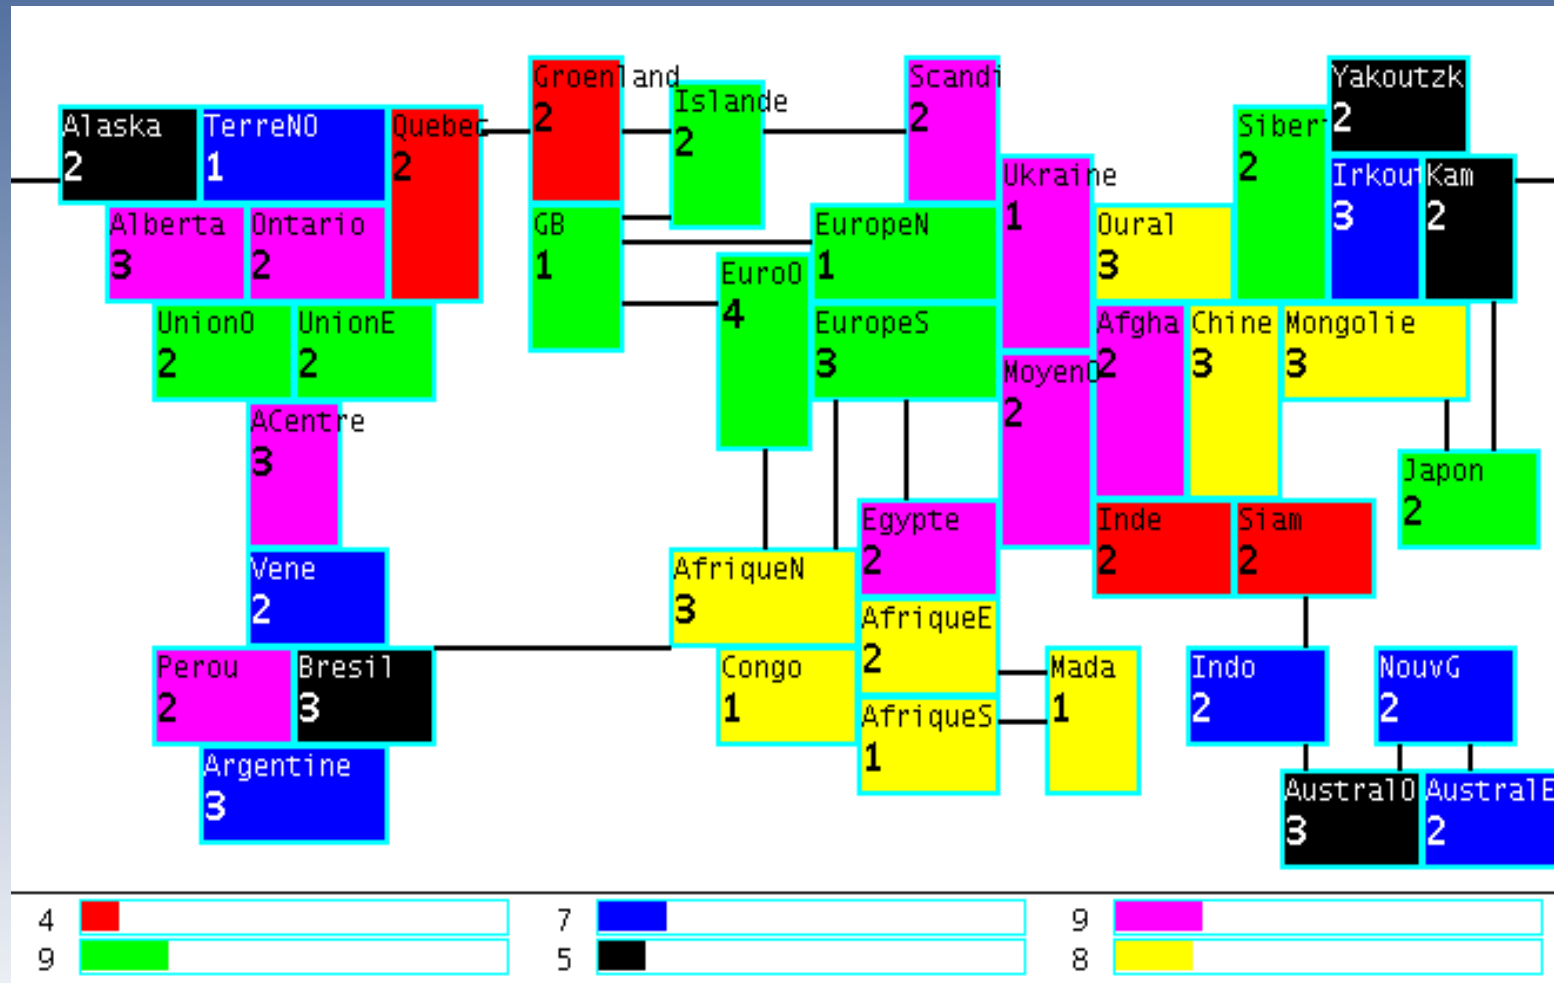 Groenland
2
Scandi
2
Yakoutzk
2
Islande
2
Alaska
2
TerreNO
1
Quebec
2
Siber
2
Ukraine
1
Irkout
3
Kam
2
Alberta
3
Ontario
2
GB
1
EuropeN
1
Oural
3
EuroO
4
UnionO
2
UnionE
2
EuropeS
3
Afgha
2
Chine
3
Mongolie
3
MoyenO
2
ACentre
3
Japon
2
Egypte
2
Inde
2
Siam
2
Vene
2
AfriqueN
3
AfriqueE
2
Perou
2
Bresil
3
Congo
1
Mada
1
Indo
2
NouvG
2
AfriqueS
1
Argentine
3
AustralO
3
AustralE
2
4
7
9
9
5
8